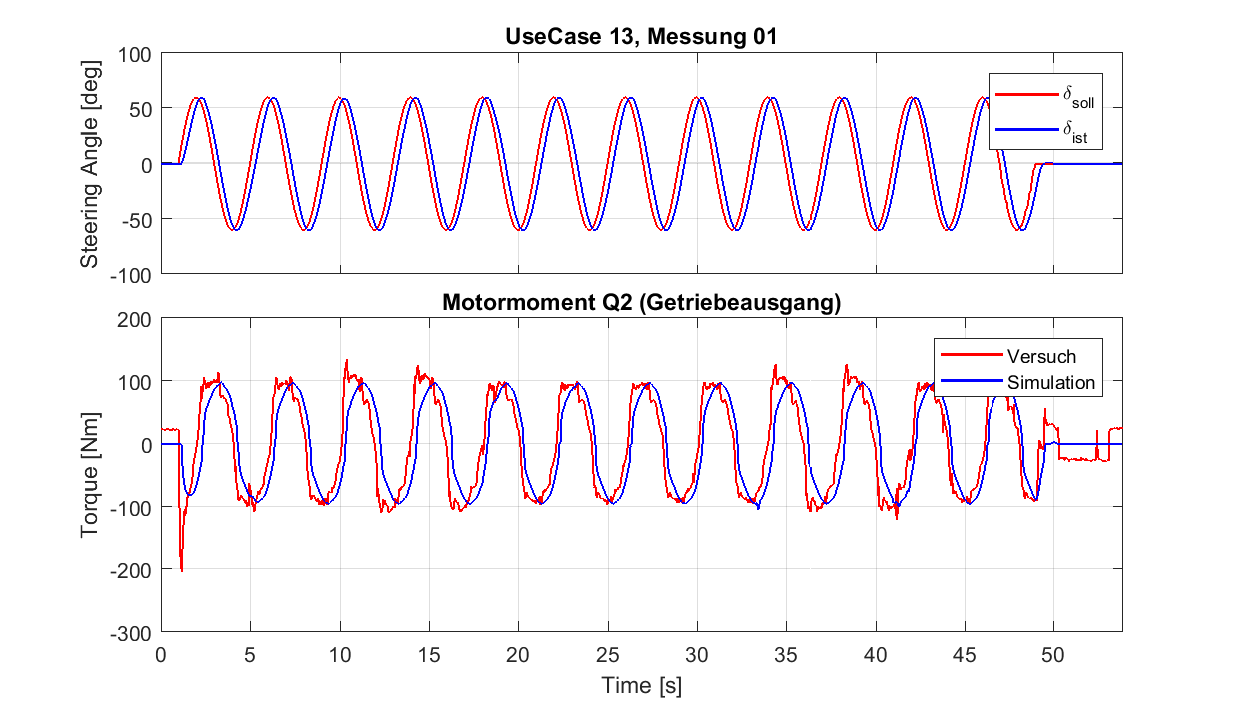 UseCase 13, Messung 01
100
50
0
-50
-100
Steering Angle [deg]
δsoll
δist
Motormoment Q2 (Getriebeausgang)
200
100
0
-100
-200
-300
Torque [Nm]
Versuch
Simulation
0 5 10 15 20 25 30 35 40 45 50
Time [s]